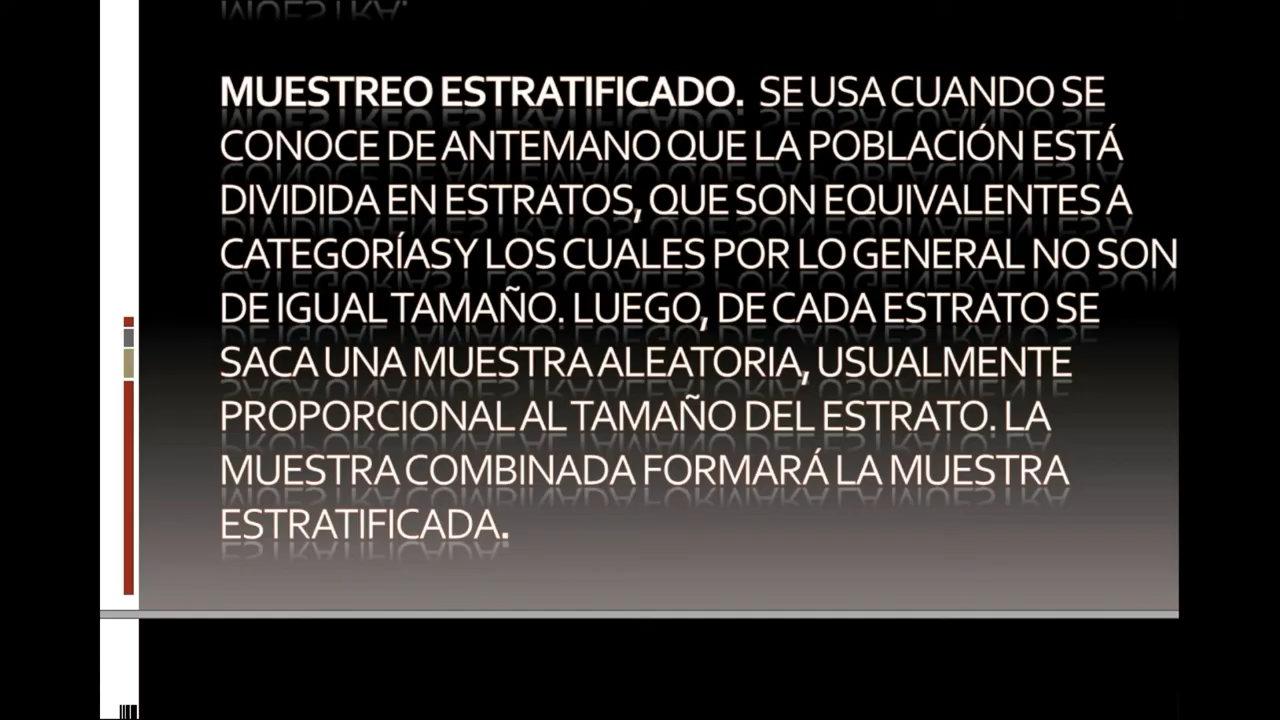 MUESTRA.
MUESTREO ESTRATIFICADO. SE USA CUANDO SE
CONOCE DE ANTEMANO QUE LA POBLACIÓN ESTÁ
DIVIDIDA EN ESTRATOS, QUE SON EQUIVALENTES A
CATEGORÍAS Y LOS CUALES POR LO GENERAL NO SON
DE IGUAL TAMAÑO. LUEGO, DE CADA ESTRATO SE
SACA UNA MUESTRA ALEATORIA, USUALMENTE
PROPORCIONAL AL TAMAÑO DEL ESTRATO. LA
MUESTRA COMBINADA FORMARÁ LA MUESTRA
ESTRATIFICADA.